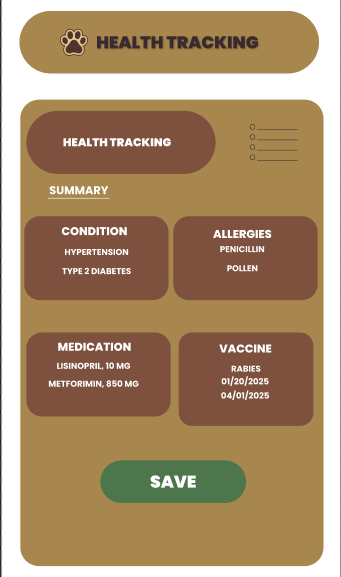 HEALTH TRACKING
HEALTH TRACKING
SUMMARY
CONDITION
HYPERTENSION
TYPE 2 DIABETES
ALLERGIES
PENICILLIN
POLLEN
MEDICATION
LISINOPRIL, 10 MG
METFORIMIN, 850 MG
VACCINE
RABIES
01/20/2025
04/01/2025
SAVE